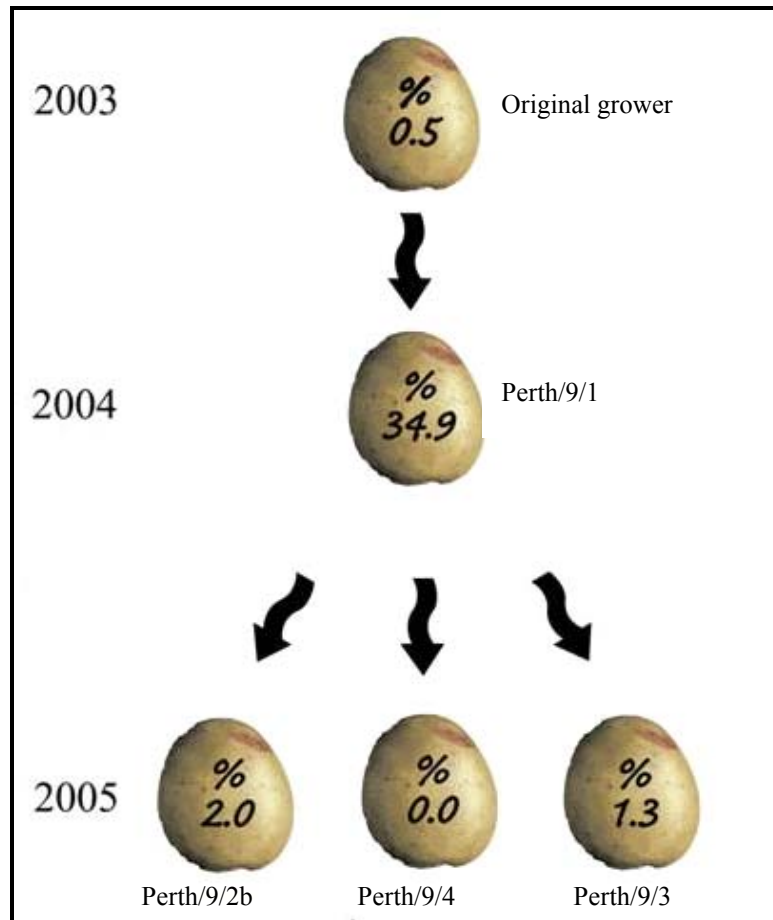 2003
%
0.5
Original grower
2004
%
34.9
Perth/9/1
2005
%
2.0
%
0.0
%
1.3
Perth/9/2b
Perth/9/4
Perth/9/3